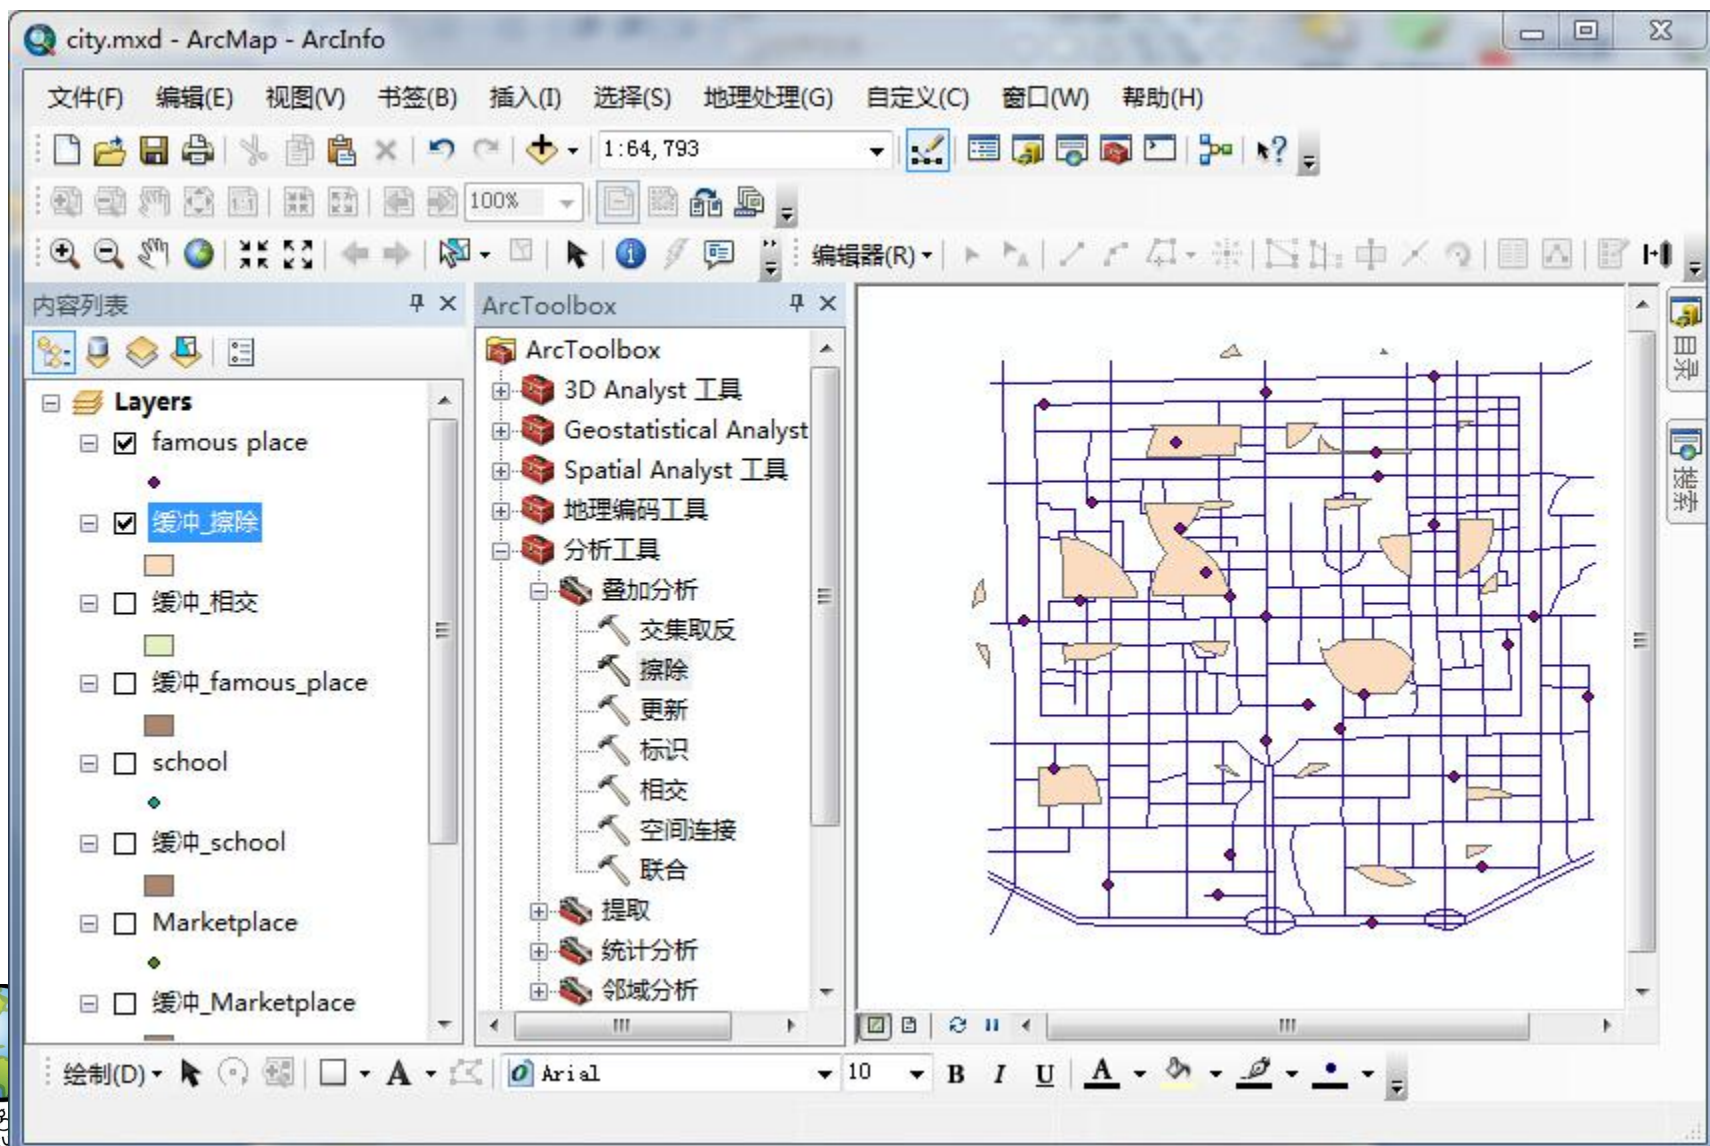 city.mxd - ArcMap - ArcInfo
文件(F) 编辑(E) 视图(V) 书签(B) 插入(I) 选择(S) 地理处理(G) 自定义(C) 窗口(W) 帮助(H)
1:64,793
100%
编辑器(R)
内容列表
Layers
famous place
缓冲_擦除
缓冲_相交
缓冲_famous_place
school
缓冲_school
Marketplace
缓冲_Marketplace
ArcToolbox
ArcToolbox
3D Analyst 工具
Geostatistical Analyst
Spatial Analyst 工具
地理编码工具
分析工具
叠加分析
交集取反
擦除
更新
标识
相交
空间连接
联合
提取
统计分析
邻域分析
目录
搜索
绘制(D) A Arial 10 B I U A